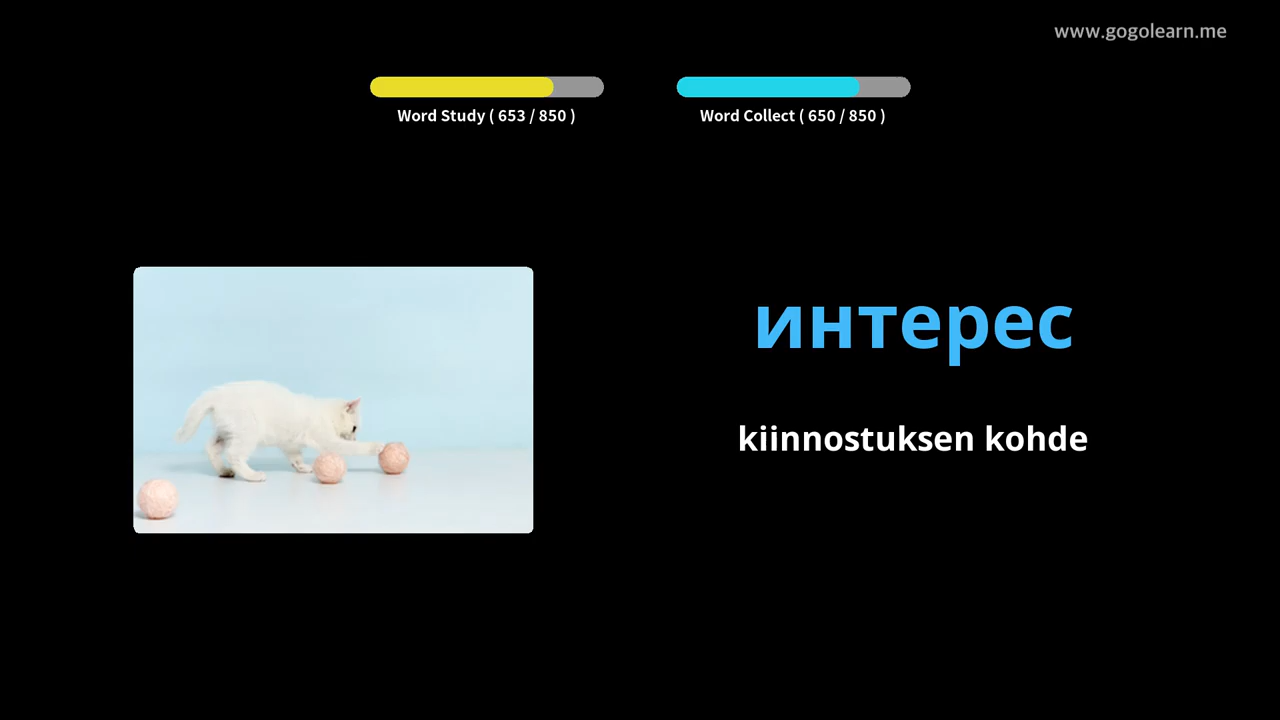 www.gogolearn.me
Word Study ( 653 / 850 )
Word Collect ( 650 / 850 )
интерес
kiinnostuksen kohde